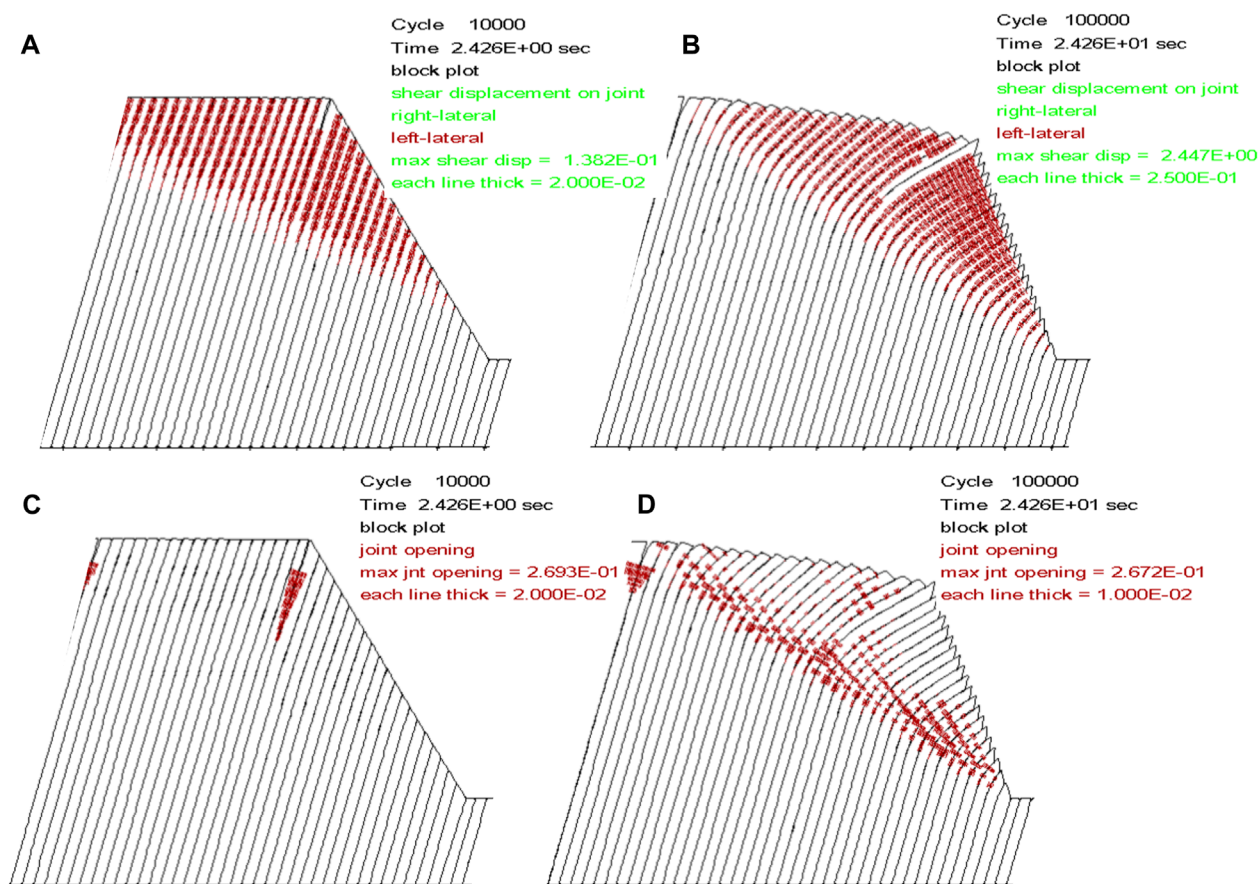 A
Cycle 10000
Time 2.426E+00 sec
block plot
shear displacement on joint
right-lateral
left-lateral
max shear disp = 1.382E-01
each line thick = 2.000E-02
B
Cycle 100000
Time 2.426E+01 sec
block plot
shear displacement on joint
right-lateral
left-lateral
max shear disp = 2.447E+00
each line thick = 2.500E-01
C
Cycle 10000
Time 2.426E+00 sec
block plot
joint opening
max jnt opening = 2.693E-01
each line thick = 2.000E-02
D
Cycle 100000
Time 2.426E+01 sec
block plot
joint opening
max jnt opening = 2.672E-01
each line thick = 1.000E-02